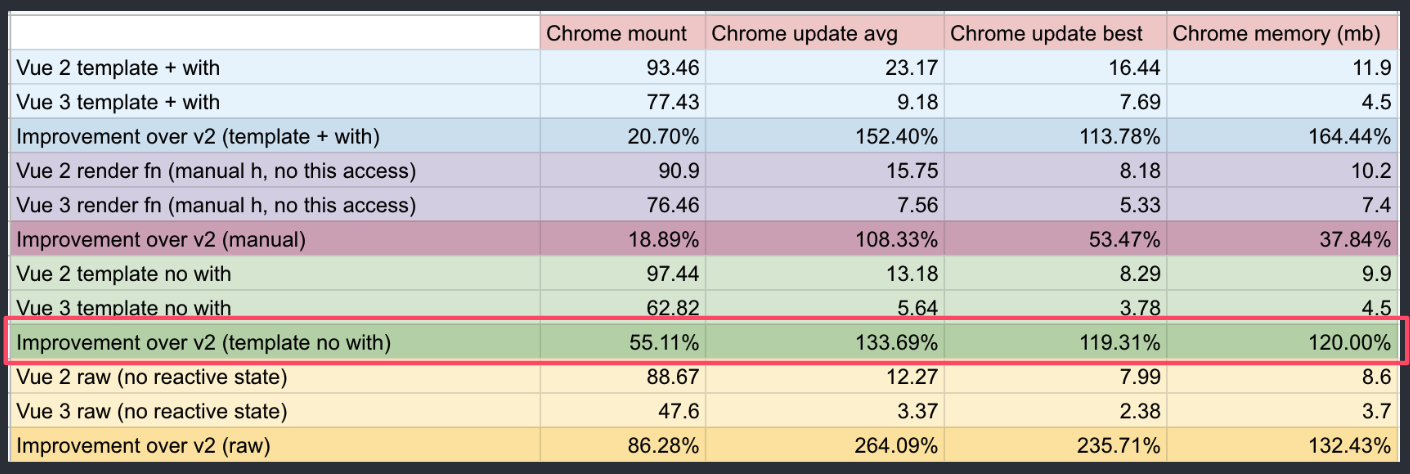 Chrome mount Chrome update avg Chrome update best Chrome memory (mb)
Vue 2 template + with 93.46 23.17 16.44 11.9
Vue 3 template + with 77.43 9.18 7.69 4.5
Improvement over v2 (template + with) 20.70% 152.40% 113.78% 164.44%
Vue 2 render fn (manual h, no this access) 90.9 15.75 8.18 10.2
Vue 3 render fn (manual h, no this access) 76.46 7.56 5.33 7.4
Improvement over v2 (manual) 18.89% 108.33% 53.47% 37.84%
Vue 2 template no with 97.44 13.18 8.29 9.9
Vue 3 template no with 62.82 5.64 3.78 4.5
Improvement over v2 (template no with) 55.11% 133.69% 119.31% 120.00%
Vue 2 raw (no reactive state) 88.67 12.27 7.99 8.6
Vue 3 raw (no reactive state) 47.6 3.37 2.38 3.7
Improvement over v2 (raw) 86.28% 264.09% 235.71% 132.43%